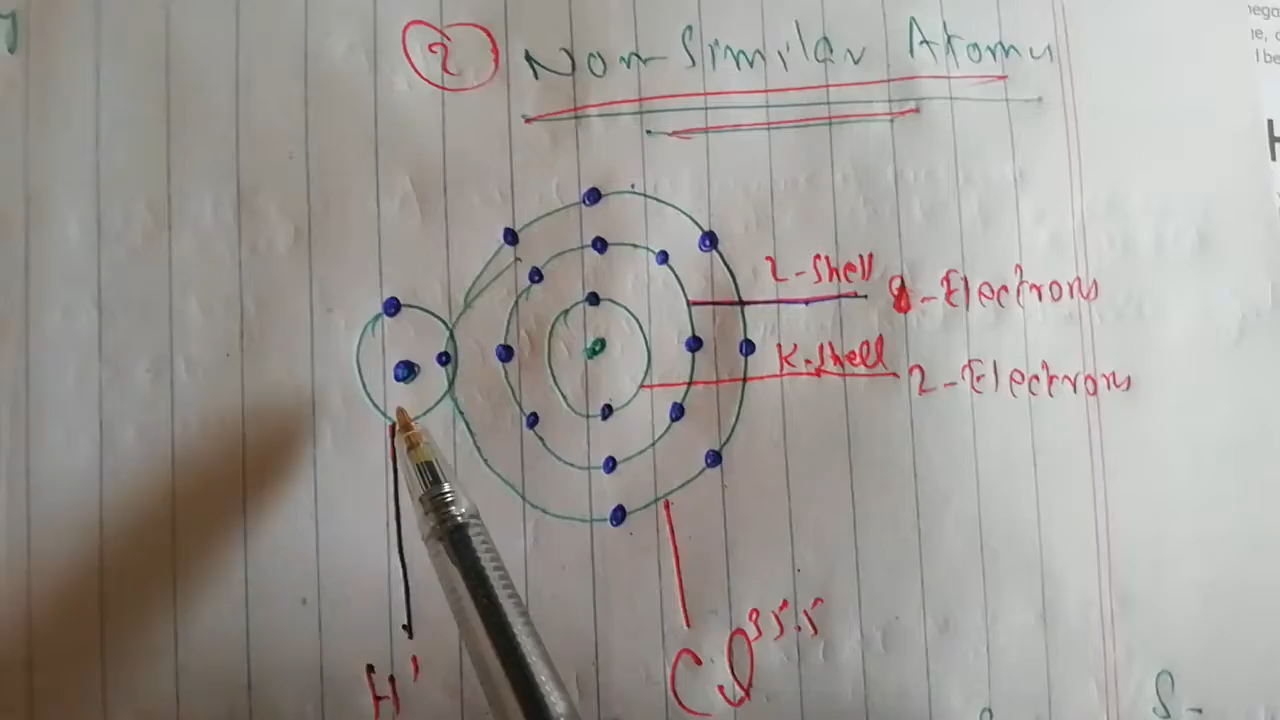 2 Non-Similar Atoms
L-Shell 8-Electrons
K-Shell 2-Electrons
Cl35.5
H1
S-